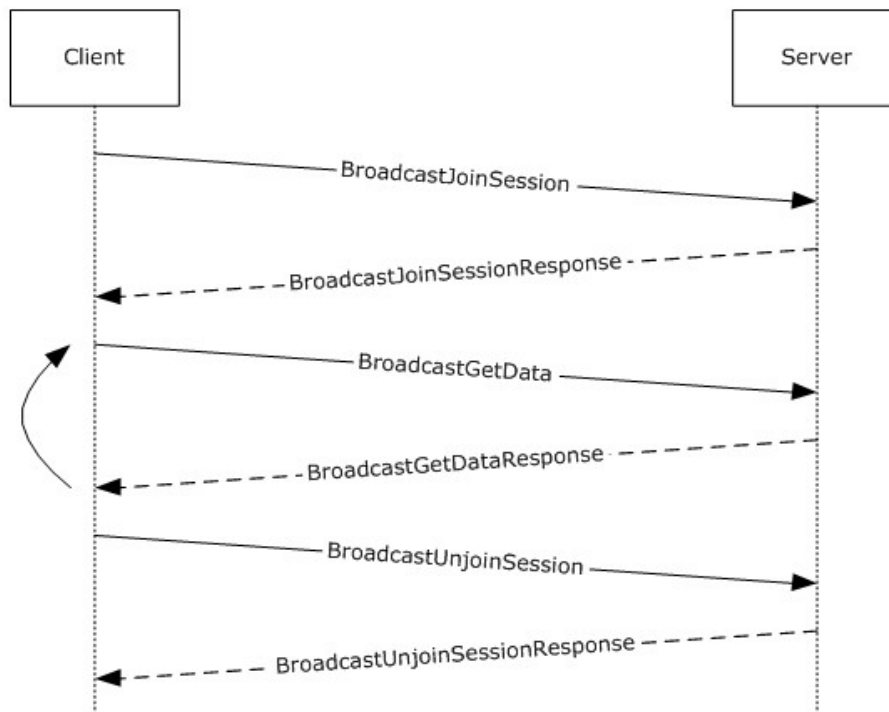 Client
Server
BroadcastJoinSession
BroadcastJoinSessionResponse
BroadcastGetData
BroadcastGetDataResponse
BroadcastUnjoinSession
BroadcastUnjoinSessionResponse